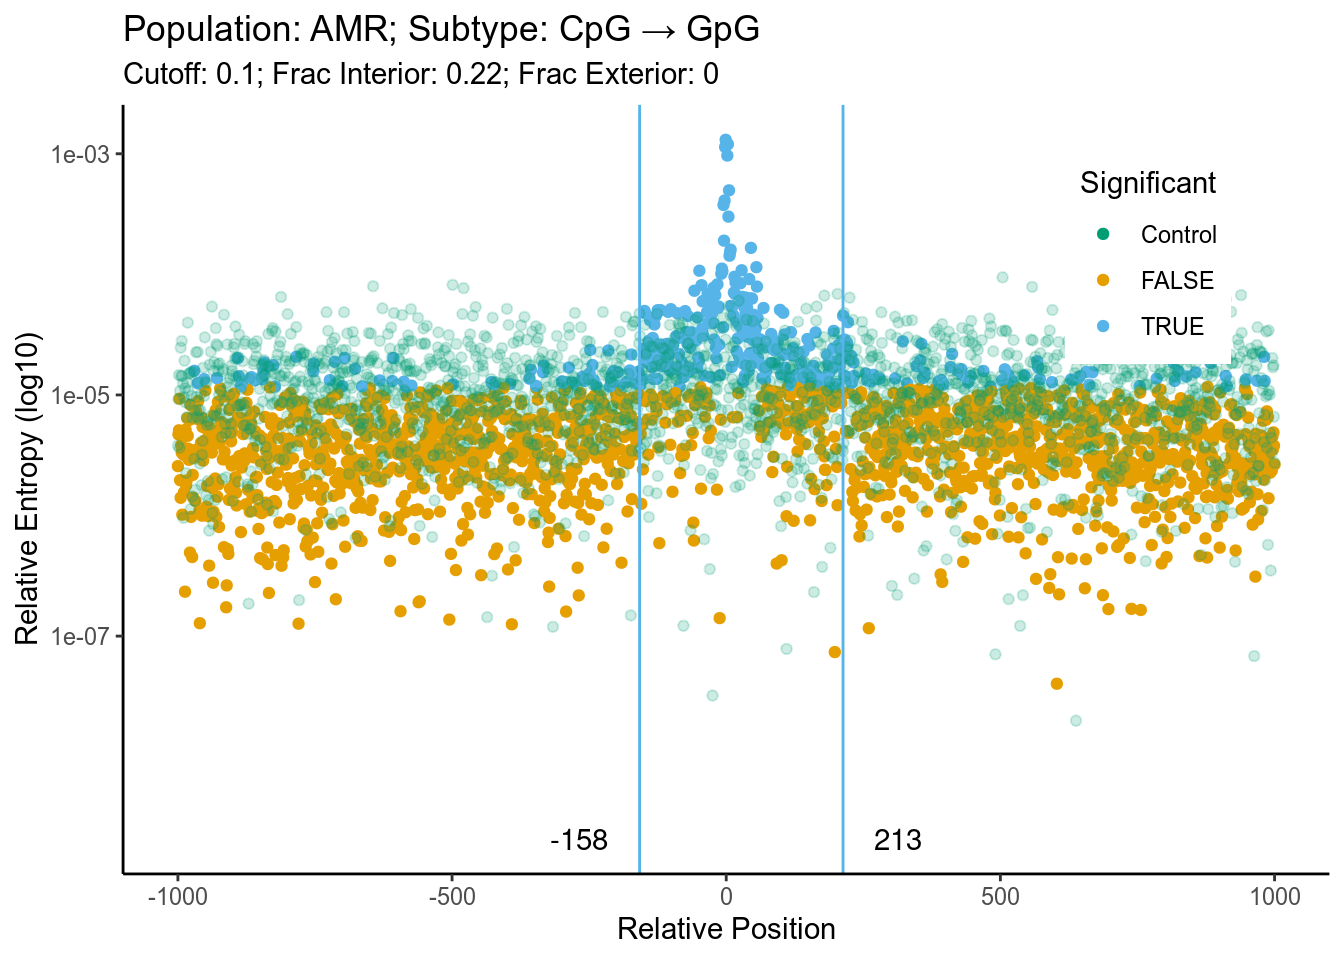 Population: AMR; Subtype: CpG → GpG
Cutoff: 0.1; Frac Interior: 0.22; Frac Exterior: 0
Relative Entropy (log10)
1e-03
1e-05
1e-07
Significant
Control
FALSE
TRUE
-158
213
-1000
-500
0
500
1000
Relative Position